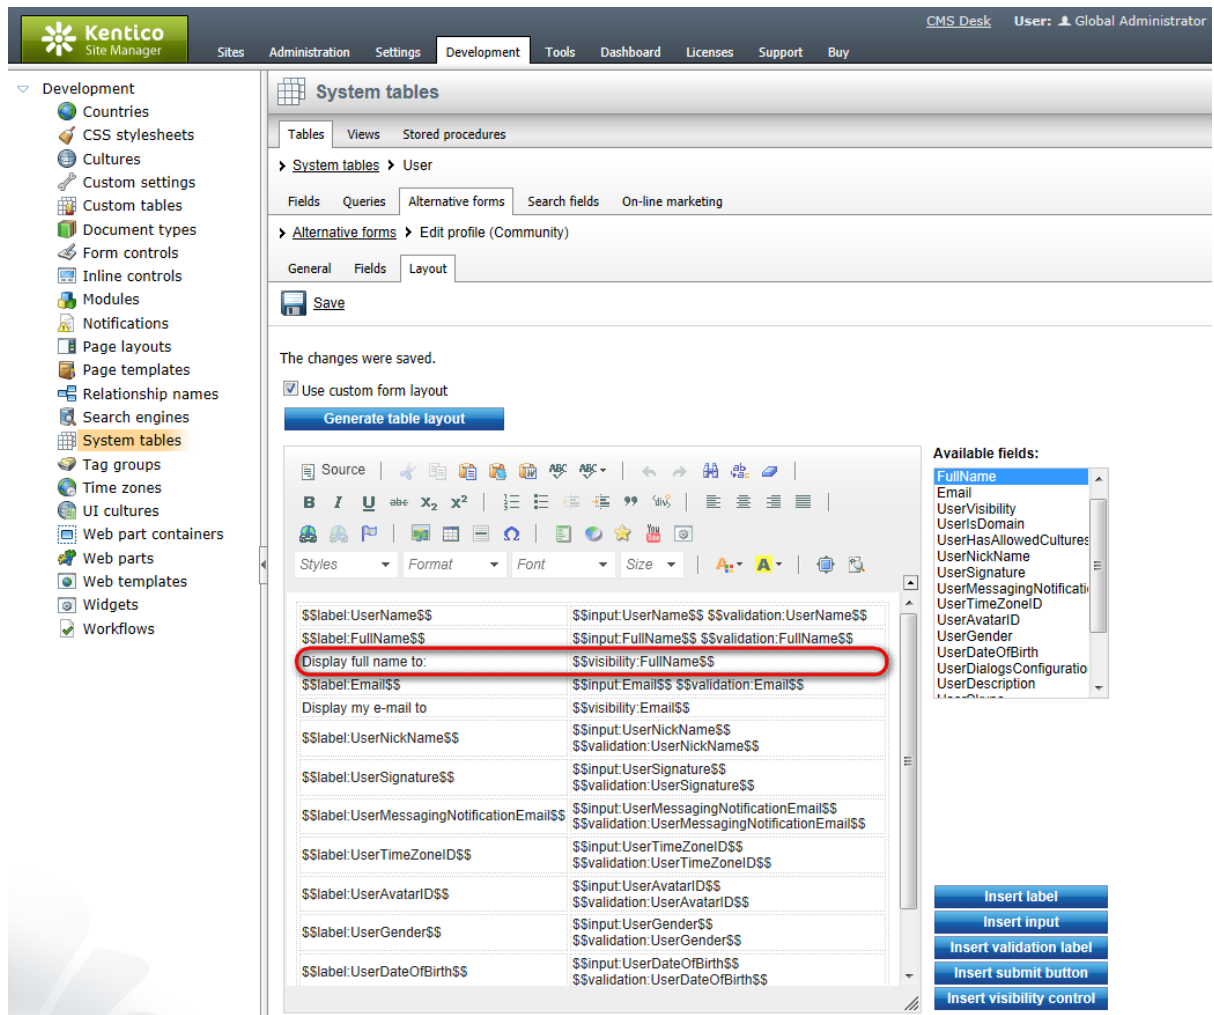 CMS Desk User: Global Administrator
Kentico
Site Manager
Sites Administration Settings Development Tools Dashboard Licenses Support Buy
Development
Countries
CSS stylesheets
Cultures
Custom settings
Custom tables
Document types
Form controls
Inline controls
Modules
Notifications
Page layouts
Page templates
Relationship names
Search engines
System tables
Tag groups
Time zones
UI cultures
Web part containers
Web parts
Web templates
Widgets
Workflows
System tables
Tables Views Stored procedures
System tables User
Fields Queries Alternative forms Search fields On-line marketing
Alternative forms Edit profile (Community)
General Fields Layout
Save
The changes were saved.
Use custom form layout
Generate table layout
Source
Styles Format Font Size
$$label:UserName$$ $$input:UserName$$ $$validation:UserName$$
$$label:FullName$$ $$input:FullName$$ $$validation:FullName$$
Display full name to: $$visibility:FullName$$
$$label:Email$$ $$input:Email$$ $$validation:Email$$
Display my e-mail to $$visibility:Email$$
$$label:UserNickName$$ $$input:UserNickName$$
$$validation:UserNickName$$
$$label:UserSignature$$ $$input:UserSignature$$
$$validation:UserSignature$$
$$label:UserMessagingNotificationEmail$$ $$input:UserMessagingNotificationEmail$$
$$validation:UserMessagingNotificationEmail$$
$$label:UserTimeZoneID$$ $$input:UserTimeZoneID$$
$$validation:UserTimeZoneID$$
$$label:UserAvatarID$$ $$input:UserAvatarID$$
$$validation:UserAvatarID$$
$$label:UserGender$$ $$input:UserGender$$
$$validation:UserGender$$
$$label:UserDateOfBirth$$ $$input:UserDateOfBirth$$
$$validation:UserDateOfBirth$$
Available fields:
FullName
Email
UserVisibility
UserIsDomain
UserHasAllowedCultures
UserNickName
UserSignature
UserMessagingNotificati
UserTimeZoneID
UserAvatarID
UserGender
UserDateOfBirth
UserDialogsConfiguratio
UserDescription
Insert label
Insert input
Insert validation label
Insert submit button
Insert visibility control